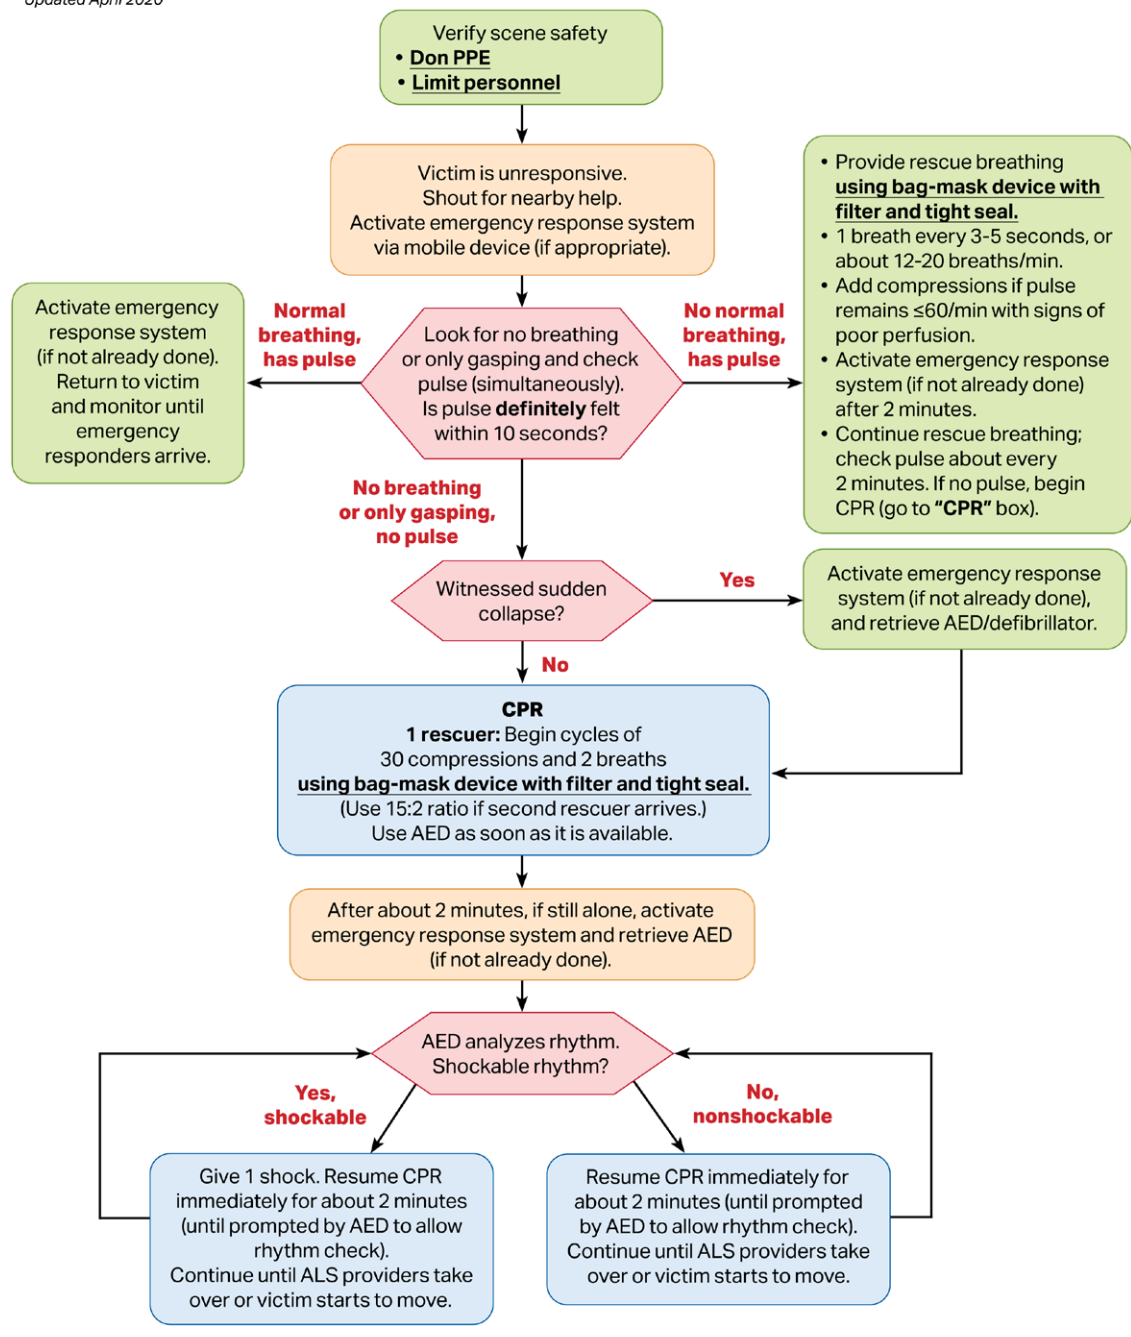 Updated April 2020
Verify scene safety
• Don PPE
• Limit personnel
Victim is unresponsive.
Shout for nearby help.
Activate emergency response system
via mobile device (if appropriate).
• Provide rescue breathing
using bag-mask device with
filter and tight seal.
• 1 breath every 3-5 seconds, or
about 12-20 breaths/min.
• Add compressions if pulse
remains ≤60/min with signs of
poor perfusion.
• Activate emergency response
system (if not already done)
after 2 minutes.
• Continue rescue breathing;
check pulse about every
2 minutes. If no pulse, begin
CPR (go to "CPR" box).
Activate emergency
response system
(if not already done).
Return to victim
and monitor until
emergency
responders arrive.
Normal
breathing,
has pulse
Look for no breathing
or only gasping and check
pulse (simultaneously).
Is pulse definitely felt
within 10 seconds?
No normal
breathing,
has pulse
No breathing
or only gasping,
no pulse
Witnessed sudden
collapse?
Yes
Activate emergency response
system (if not already done),
and retrieve AED/defibrillator.
No
CPR
1 rescuer: Begin cycles of
30 compressions and 2 breaths
using bag-mask device with filter and tight seal.
(Use 15:2 ratio if second rescuer arrives.)
Use AED as soon as it is available.
After about 2 minutes, if still alone, activate
emergency response system and retrieve AED
(if not already done).
AED analyzes rhythm.
Shockable rhythm?
Yes,
shockable
No,
nonshockable
Give 1 shock. Resume CPR
immediately for about 2 minutes
(until prompted by AED to allow
rhythm check).
Continue until ALS providers take
over or victim starts to move.
Resume CPR immediately for
about 2 minutes (until prompted
by AED to allow rhythm check).
Continue until ALS providers take
over or victim starts to move.